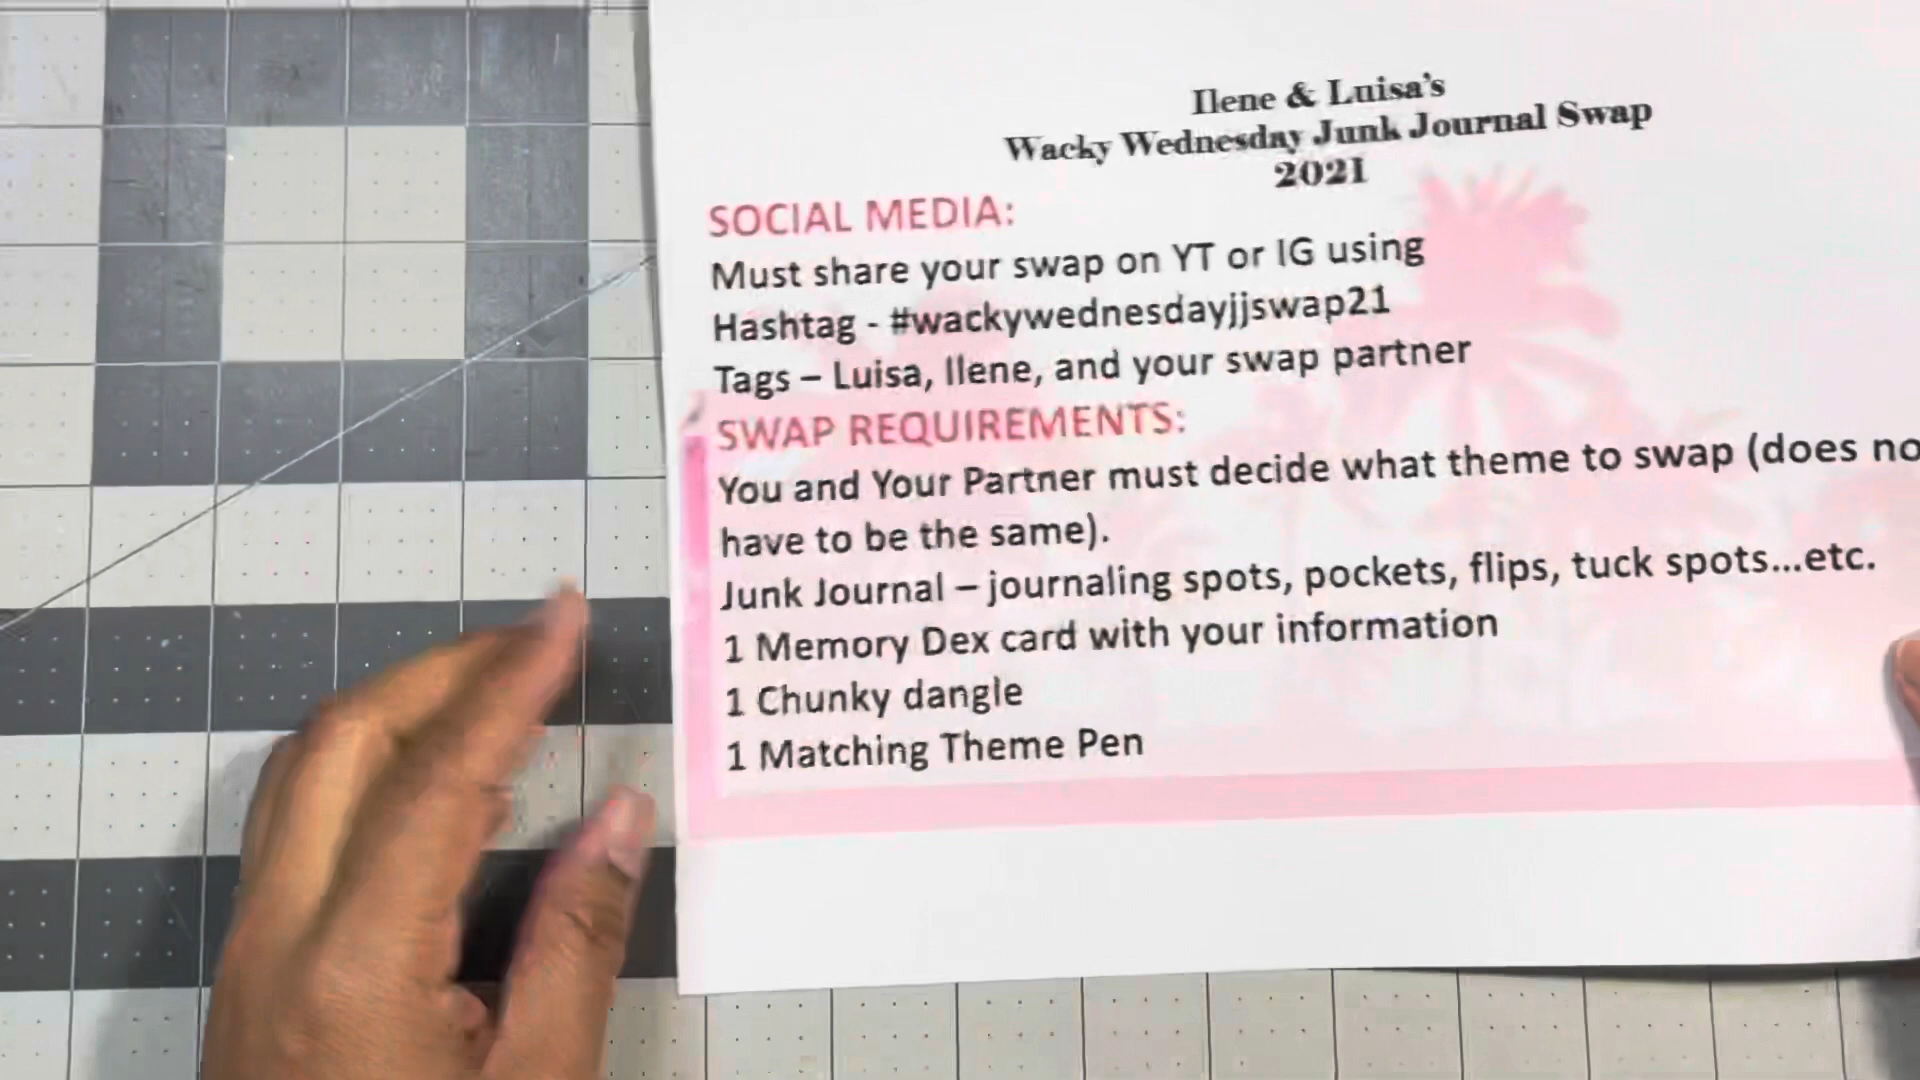 Ilene & Luisa's
Wacky Wednesday Junk Journal Swap
2021
SOCIAL MEDIA:
Must share your swap on YT or IG using
Hashtag - #wackywednesdayjjswap21
Tags – Luisa, Ilene, and your swap partner
SWAP REQUIREMENTS:
You and Your Partner must decide what theme to swap (does no
have to be the same).
Junk Journal – journaling spots, pockets, flips, tuck spots...etc.
1 Memory Dex card with your information
1 Chunky dangle
1 Matching Theme Pen